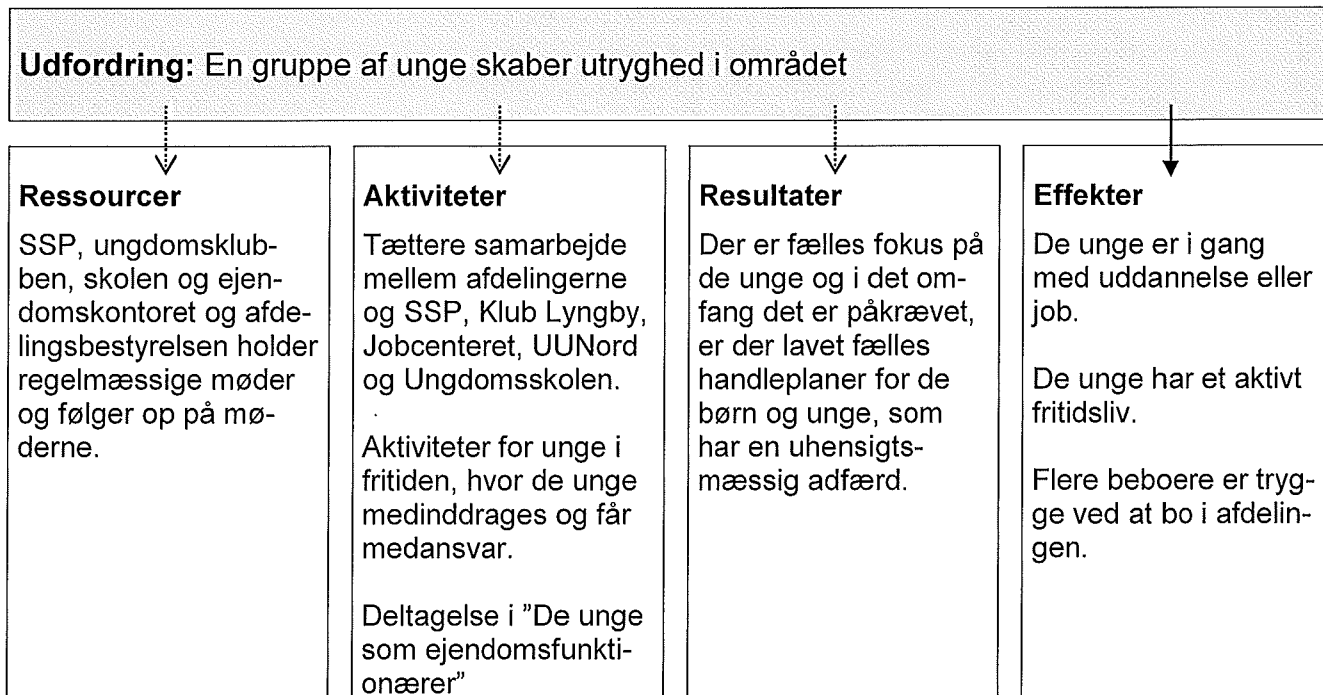 Udfordring: En gruppe af unge skaber utryghed i området
Ressourcer
SSP, ungdomsklub-
ben, skolen og ejen-
domskontoret og afde-
lingsbestyrelsen holder
regelmæssige møder
og følger op på mø-
derne.
Aktiviteter
Tættere samarbejde
mellem afdelingerne
og SSP, Klub Lyngby,
Jobcenteret, UUNord
og Ungdomsskolen.
Aktiviteter for unge i
fritiden, hvor de unge
medinddrages og får
medansvar.
Deltagelse i ”De unge
som ejendomsfunkti-
onærer”
Resultater
Der er fælles fokus på
de unge og i det om-
fang det er påkrævet,
er der lavet fælles
handleplaner for de
børn og unge, som
har en uhensigts-
mæssig adfærd.
Effekter
De unge er i gang
med uddannelse eller
job.
De unge har et aktivt
fritidsliv.
Flere beboere er tryg-
ge ved at bo i afdelin-
gen.